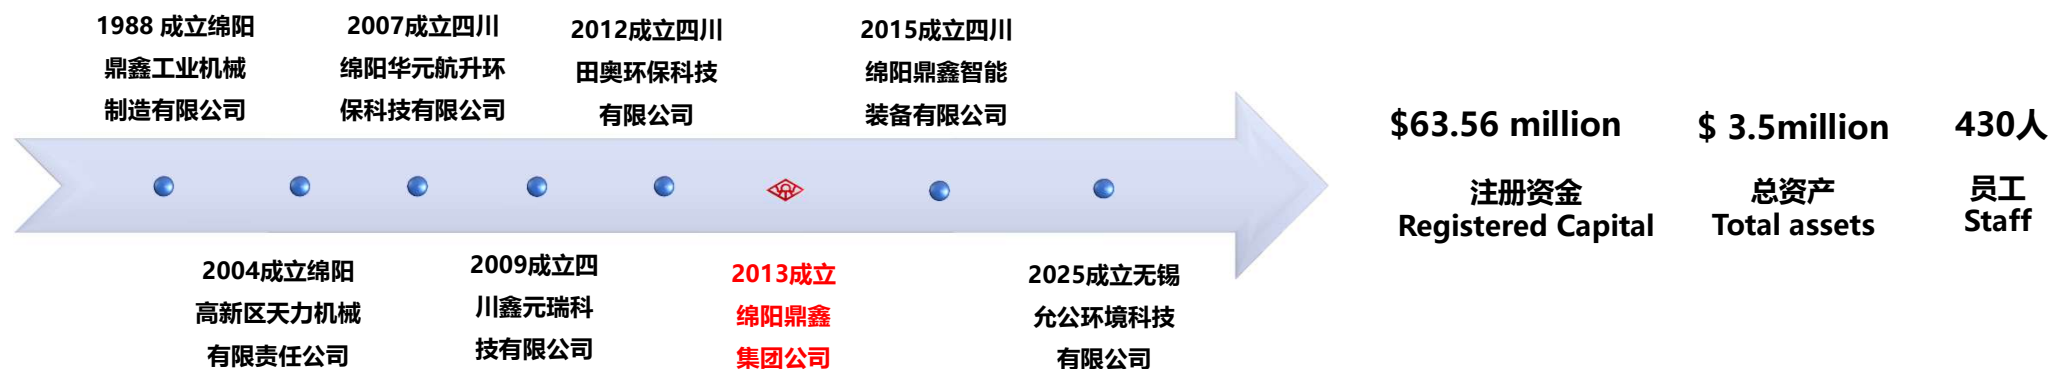 1988 成立绵阳
鼎鑫工业机械
制造有限公司
2007成立四川
绵阳华元航升环
保科技有限公司
2012成立四川
田奥环保科技
有限公司
2015成立四川
绵阳鼎鑫智能
装备有限公司
2004成立绵阳
高新区天力机械
有限责任公司
2009成立四
川鑫元瑞科
技有限公司
2013成立
绵阳鼎鑫
集团公司
2025成立无锡
允公环境科技
有限公司
$63.56 million
注册资金
Registered Capital
$ 3.5million
总资产
Total assets
430人
员工
Staff